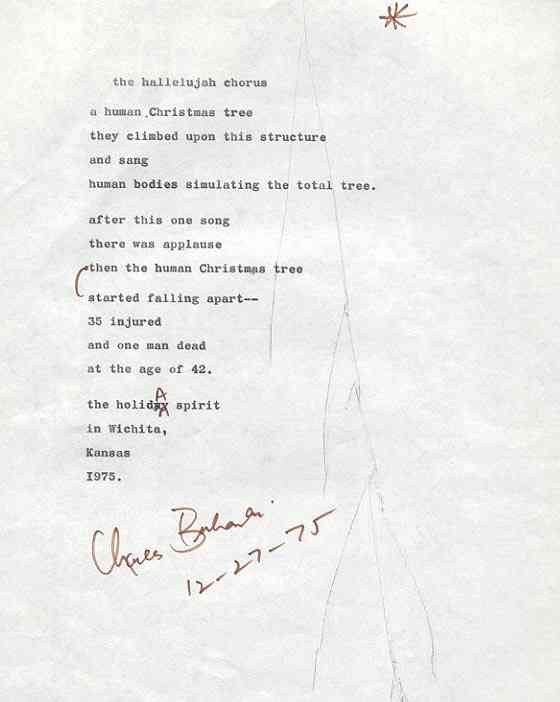 the hallelujah chorus
a human Christmas tree
they climbed upon this structure
and sang
human bodies simulating the total tree.
after this one song
there was applause
then the human Christmas tree
started falling apart--
35 injured
and one man dead
at the age of 42.
the holiday spirit
in Wichita,
Kansas
I975.
Charles Bukowski
12-27-75